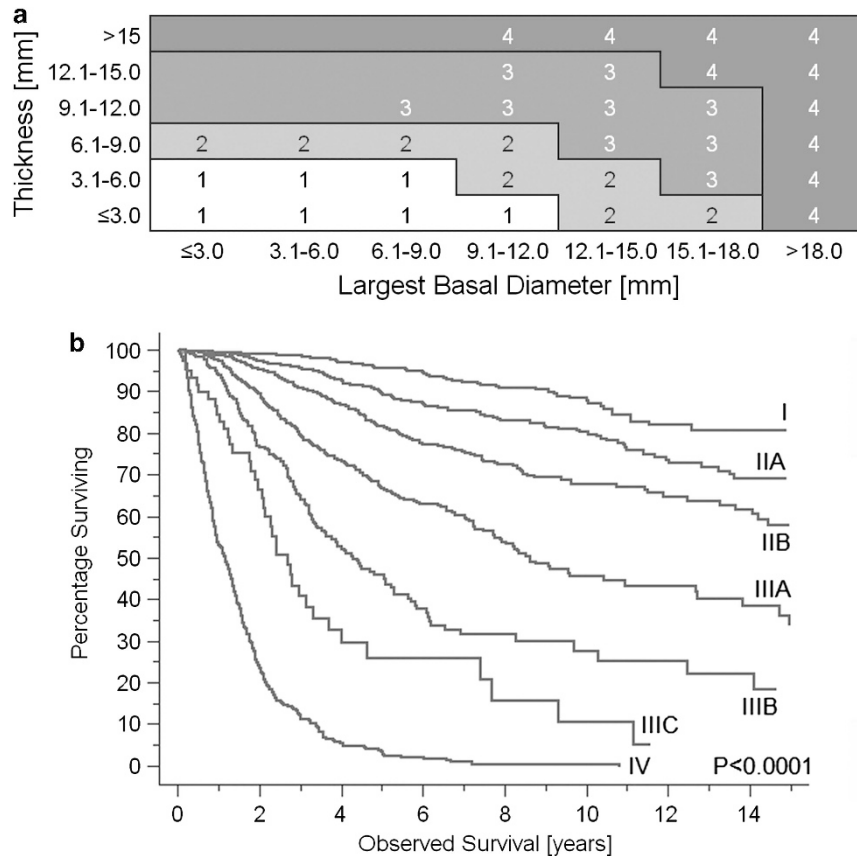 a
Thickness [mm]
>15 4 4 4 4
12.1-15.0 3 3 4 4
9.1-12.0 3 3 3 3 4
6.1-9.0 2 2 2 2 3 3 4
3.1-6.0 1 1 1 2 2 3 4
≤3.0 1 1 1 1 2 2 4
≤3.0 3.1-6.0 6.1-9.0 9.1-12.0 12.1-15.0 15.1-18.0 >18.0
Largest Basal Diameter [mm]
b
Percentage Surviving
100
90
80
70
60
50
40
30
20
10
0
I
IIA
IIB
IIIA
IIIB
IIIC
IV
P<0.0001
0 2 4 6 8 10 12 14
Observed Survival [years]